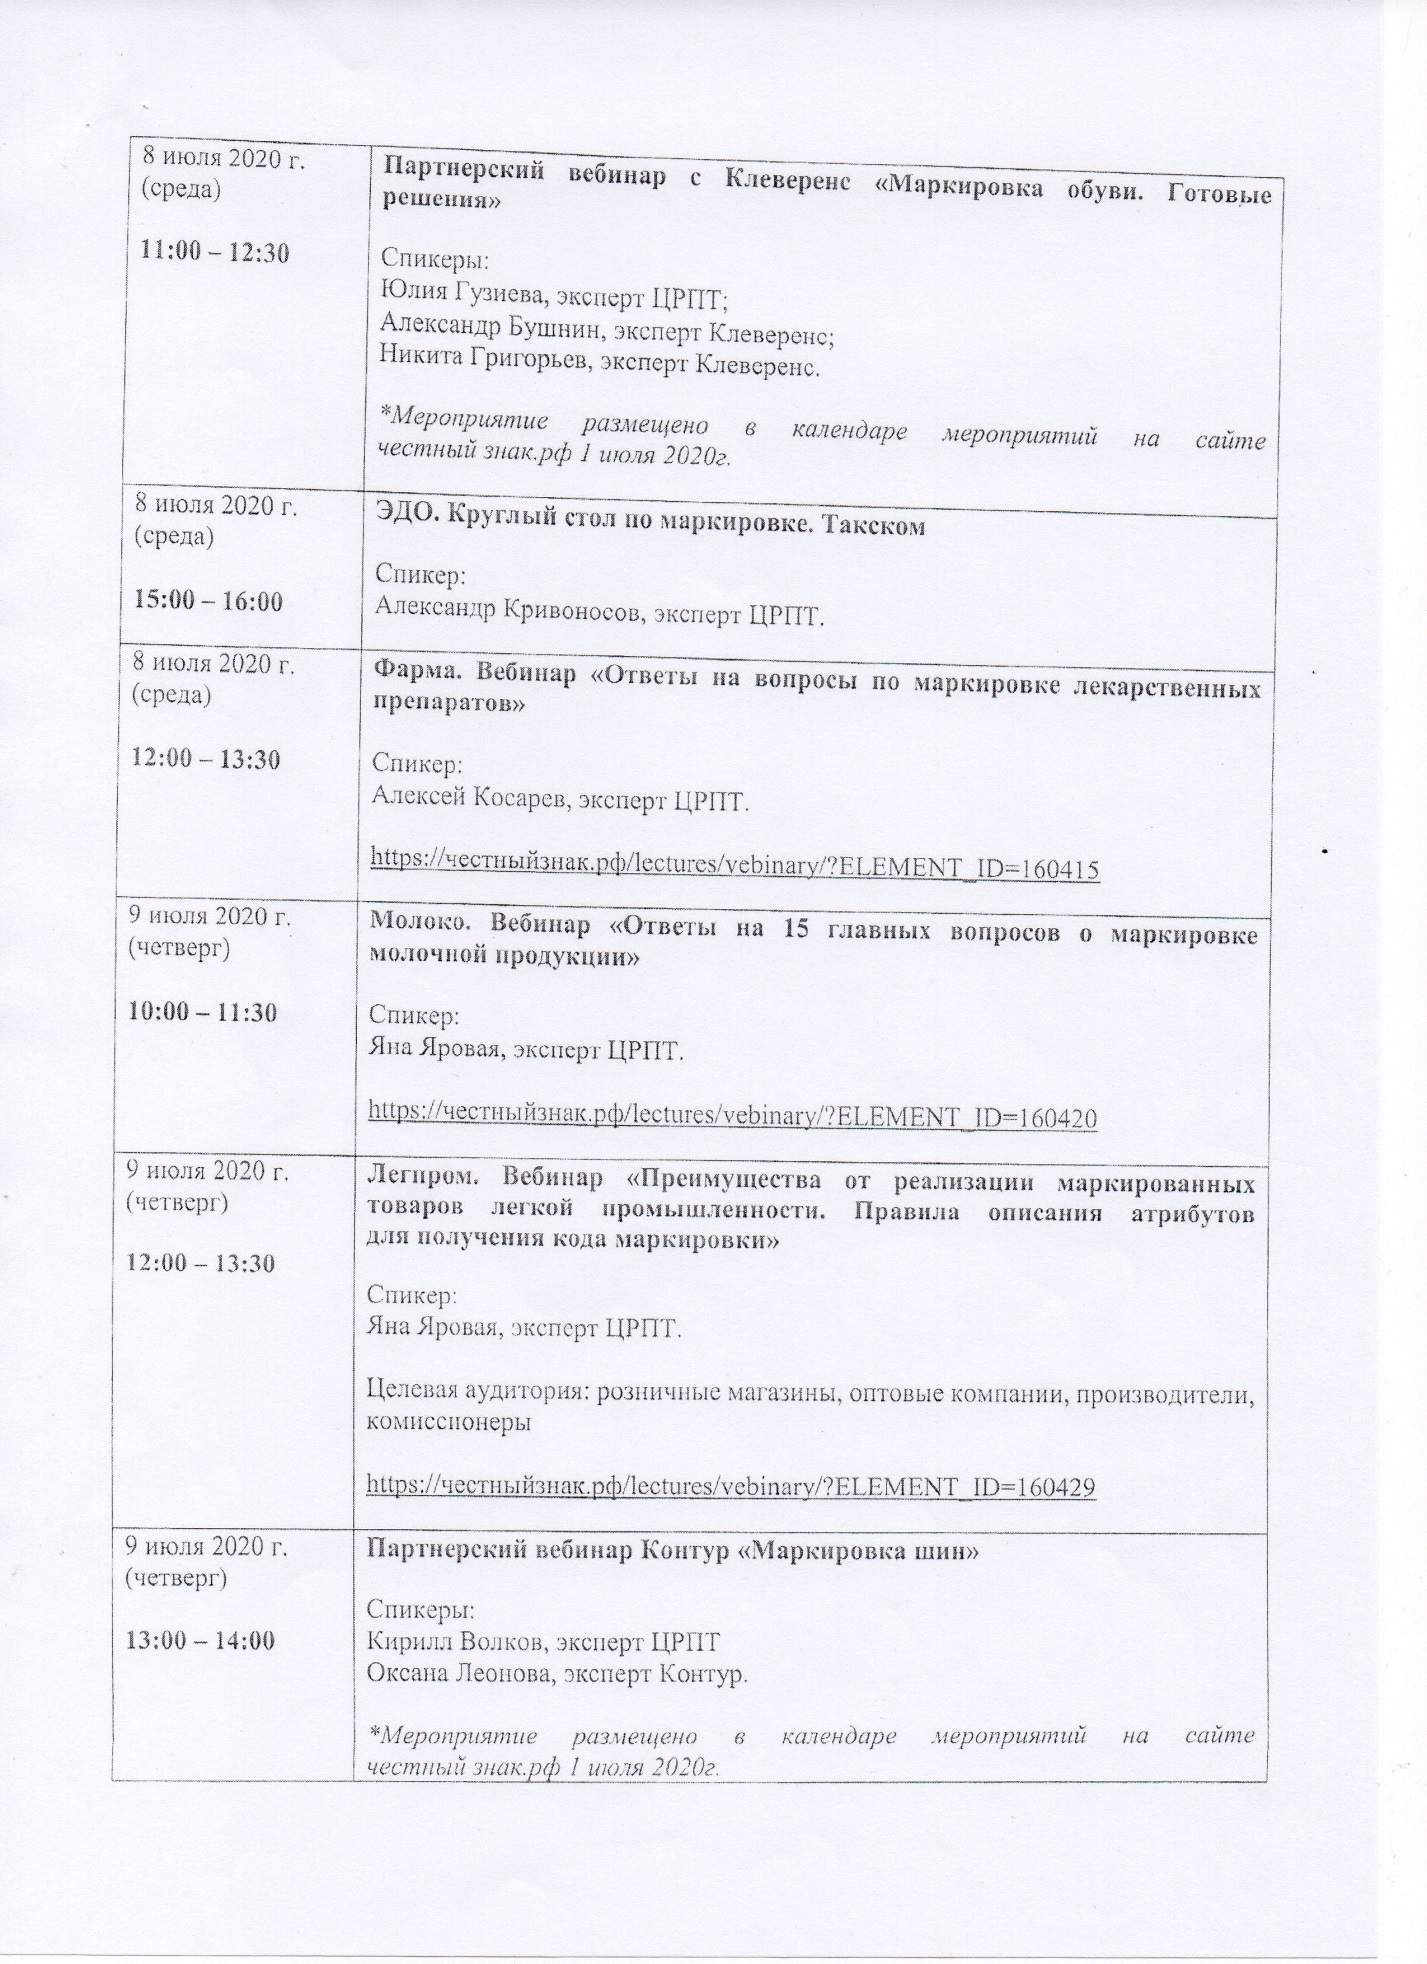 8 июля 2020 г.
(среда)
11:00 – 12:30
Партнерский вебинар с Клеверенс «Маркировка обуви. Готовые
решения»
Спикеры:
Юлия Гузиева, эксперт ЦРПТ;
Александр Бушнин, эксперт Клеверенс;
Никита Григорьев, эксперт Клеверенс.
*Мероприятие размещено в календаре мероприятий на сайте
честный знак.рф 1 июля 2020г.
8 июля 2020 г.
(среда)
15:00 – 16:00
ЭДО. Круглый стол по маркировке. Такском
Спикер:
Александр Кривоносов, эксперт ЦРПТ.
8 июля 2020 г.
(среда)
12:00 – 13:30
Фарма. Вебинар «Ответы на вопросы по маркировке лекарственных
препаратов»
Спикер:
Алексей Косарев, эксперт ЦРПТ.
https://честныйзнак.рф/lectures/vebinary/?ELEMENT_ID=160415
9 июля 2020 г.
(четверг)
10:00 – 11:30
Молоко. Вебинар «Ответы на 15 главных вопросов о маркировке
молочной продукции»
Спикер:
Яна Яровая, эксперт ЦРПТ.
https://честныйзнак.рф/lectures/vebinary/?ELEMENT_ID=160420
9 июля 2020 г.
(четверг)
12:00 – 13:30
Легпром. Вебинар «Преимущества от реализации маркированных
товаров легкой промышленности. Правила описания атрибутов
для получения кода маркировки»
Спикер:
Яна Яровая, эксперт ЦРПТ.
Целевая аудитория: розничные магазины, оптовые компании, производители,
комиссионеры
https://честныйзнак.рф/lectures/vebinary/?ELEMENT_ID=160429
9 июля 2020 г.
(четверг)
13:00 – 14:00
Партнерский вебинар Контур «Маркировка шин»
Спикеры:
Кирилл Волков, эксперт ЦРПТ
Оксана Леонова, эксперт Контур.
*Мероприятие размещено в календаре мероприятий на сайте
честный знак.рф 1 июля 2020г.